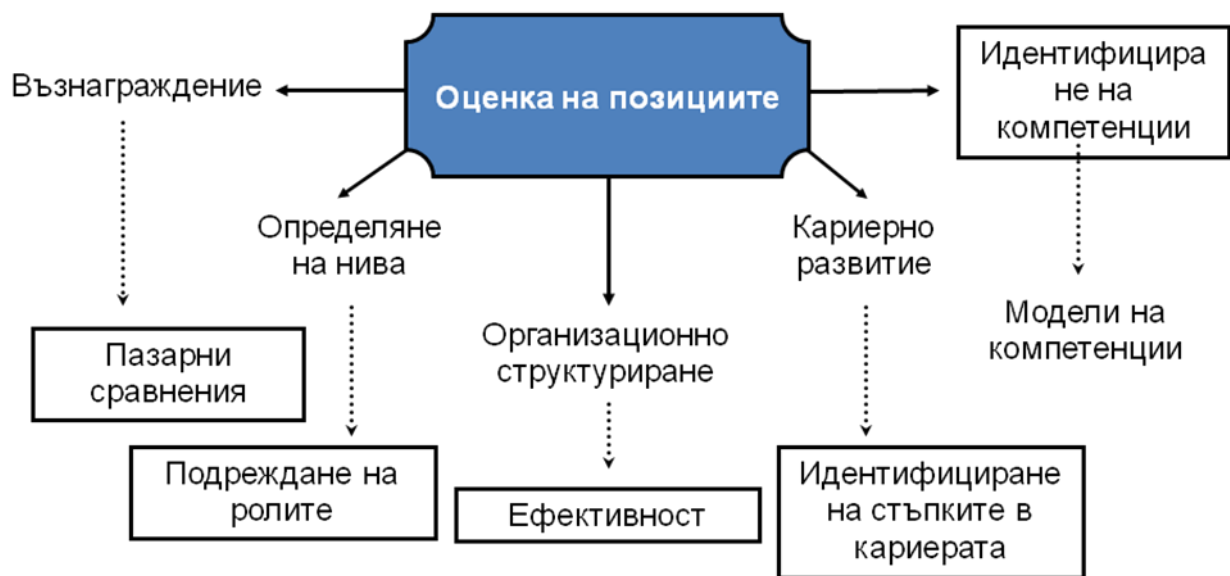 Оценка на позициите
Възнаграждение
Идентифицира
не на
компетенции
Определяне
на нива
Кариерно
развитие
Организационно
структуриране
Модели на
компетенции
Пазарни
сравнения
Подреждане на
ролите
Ефективност
Идентифициране
на стъпките в
кариерата